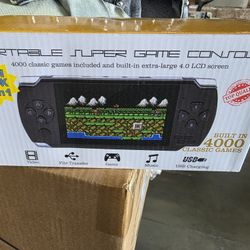 RTABLE SUPER GAME CONSOL
4000 classic games included and built-in extra-large 4.0 LCD screen
BUILT IN
4000
CLASSIC GAMES
Video
File Transfer
Game
Music
USB Charging